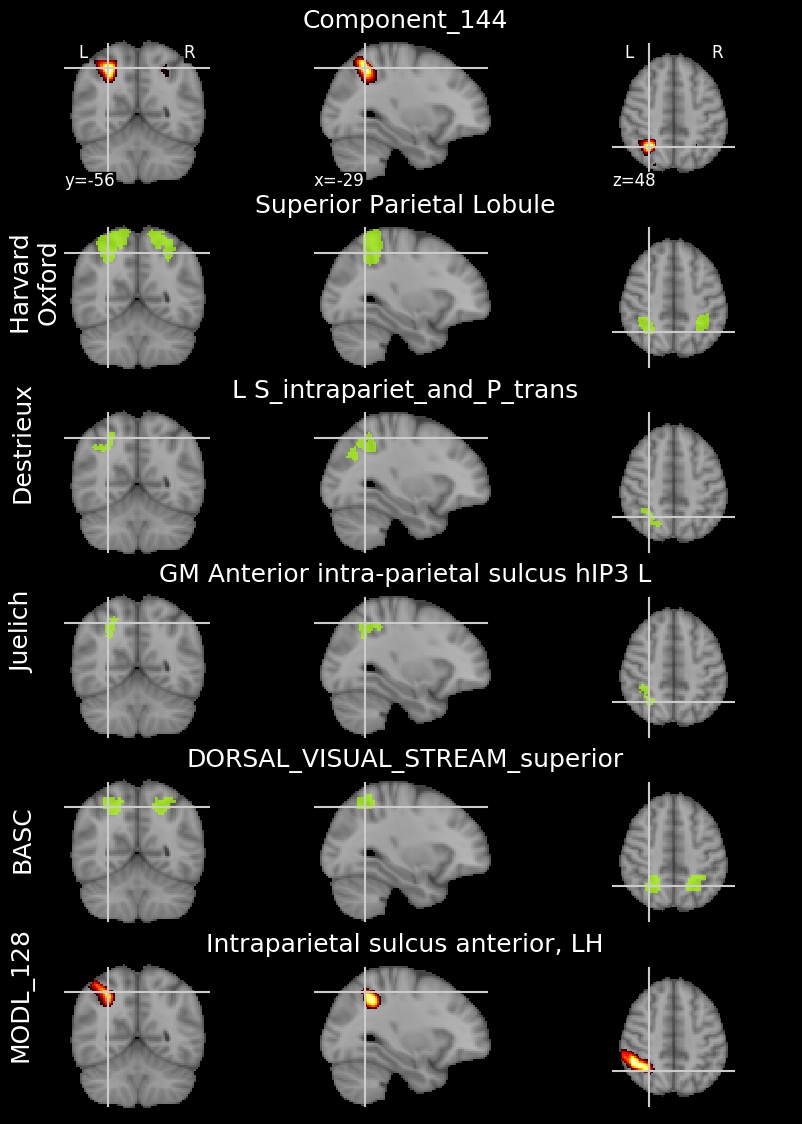 Component_144
L R L R
y=-56 x=-29 z=48
Superior Parietal Lobule
Harvard
Oxford
L S_intrapariet_and_P_trans
Destrieux
GM Anterior intra-parietal sulcus hIP3 L
Juelich
DORSAL_VISUAL_STREAM_superior
BASC
Intraparietal sulcus anterior, LH
MODL_128